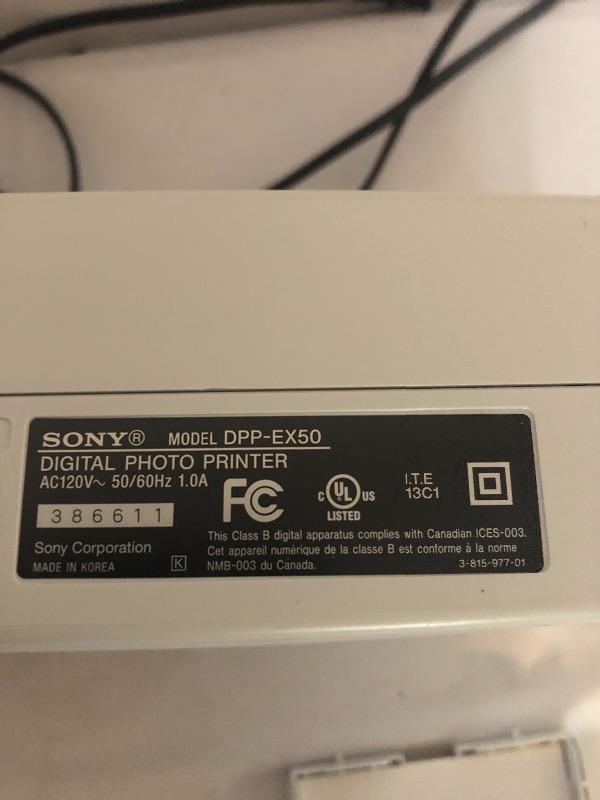 SONY® MODEL DPP-EX50
DIGITAL PHOTO PRINTER
AC120V~ 50/60Hz 1.0A
386611
FC
C UL US
LISTED
I.T.E
13C1
This Class B digital apparatus complies with Canadian ICES-003.
Cet appareil numérique de la classe B est conforme à la norme
NMB-003 du Canada.
Sony Corporation
MADE IN KOREA
K
3-815-977-01